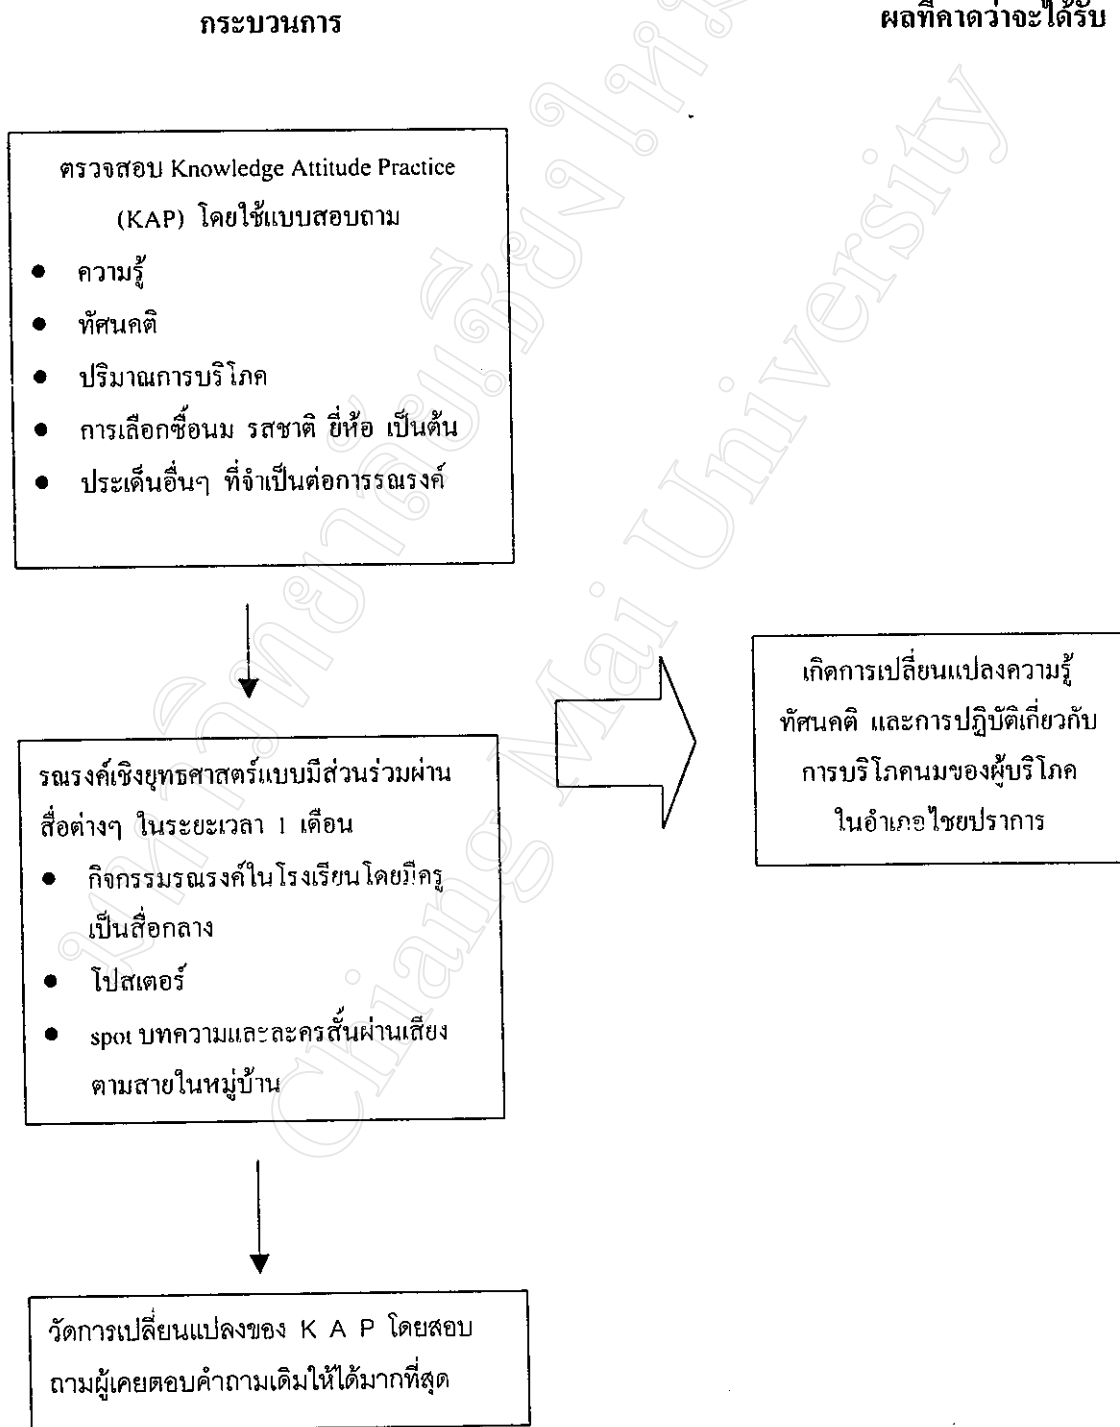 กระบวนการ
ผลที่คาดว่าจะได้รับ
ตรวจสอบ Knowledge Attitude Practice
(KAP) โดยใช้แบบสอบถาม
● ความรู้
● ทัศนคติ
● ปริมาณการบริโภค
● การเลือกซื้อนม รสชาติ ยี่ห้อ เป็นต้น
● ประเด็นอื่นๆ ที่จำเป็นต่อการรณรงค์
รณรงค์เชิงยุทธศาสตร์แบบมีส่วนร่วมผ่าน
สื่อต่างๆ ในระยะเวลา 1 เดือน
● กิจกรรมรณรงค์ในโรงเรียนโดยมีครู
เป็นสื่อกลาง
● โปสเตอร์
● spot บทความและละครสั้นผ่านเสียง
ตามสายในหมู่บ้าน
เกิดการเปลี่ยนแปลงความรู้
ทัศนคติ และการปฏิบัติเกี่ยวกับ
การบริโภคนมของผู้บริโภค
ในอำเภอไชยปราการ
วัดการเปลี่ยนแปลงของ K A P โดยสอบ
ถามผู้เคยตอบคำถามเดิมให้ได้มากที่สุด
มหาวิทยาลัยเชียงใหม่
Chiang Mai University